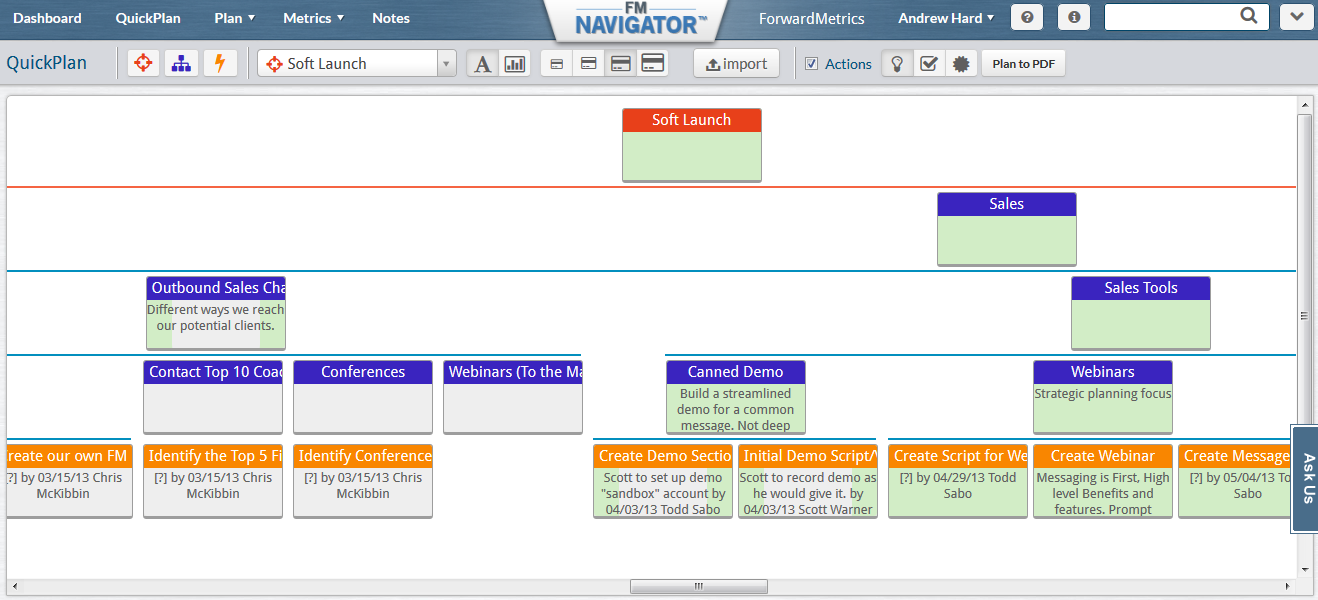 Dashboard QuickPlan Plan Metrics Notes FM NAVIGATOR™ ForwardMetrics Andrew Hard
QuickPlan Soft Launch A import Actions Plan to PDF
Soft Launch
Sales
Outbound Sales Cha
Different ways we reach
our potential clients.
Sales Tools
Contact Top 10 Coac
Conferences
Webinars (To the Ma
Canned Demo
Build a streamlined
demo for a common
message. Not deep
Webinars
Strategic planning focus
reate our own FM
[?] by 03/15/13 Chris
McKibbin
Identify the Top 5 Fi
[?] by 03/15/13 Chris
McKibbin
Identify Conference
[?] by 03/15/13 Chris
McKibbin
Create Demo Sectio
Scott to set up demo
"sandbox" account by
04/03/13 Todd Sabo
Initial Demo Script/V
Scott to record demo as
he would give it. by
04/03/13 Scott Warner
Create Script for We
[?] by 04/29/13 Todd
Sabo
Create Webinar
Messaging is First, High
level Benefits and
features. Prompt
Create Message
[?] by 05/04/13 To
Sabo
Ask Us